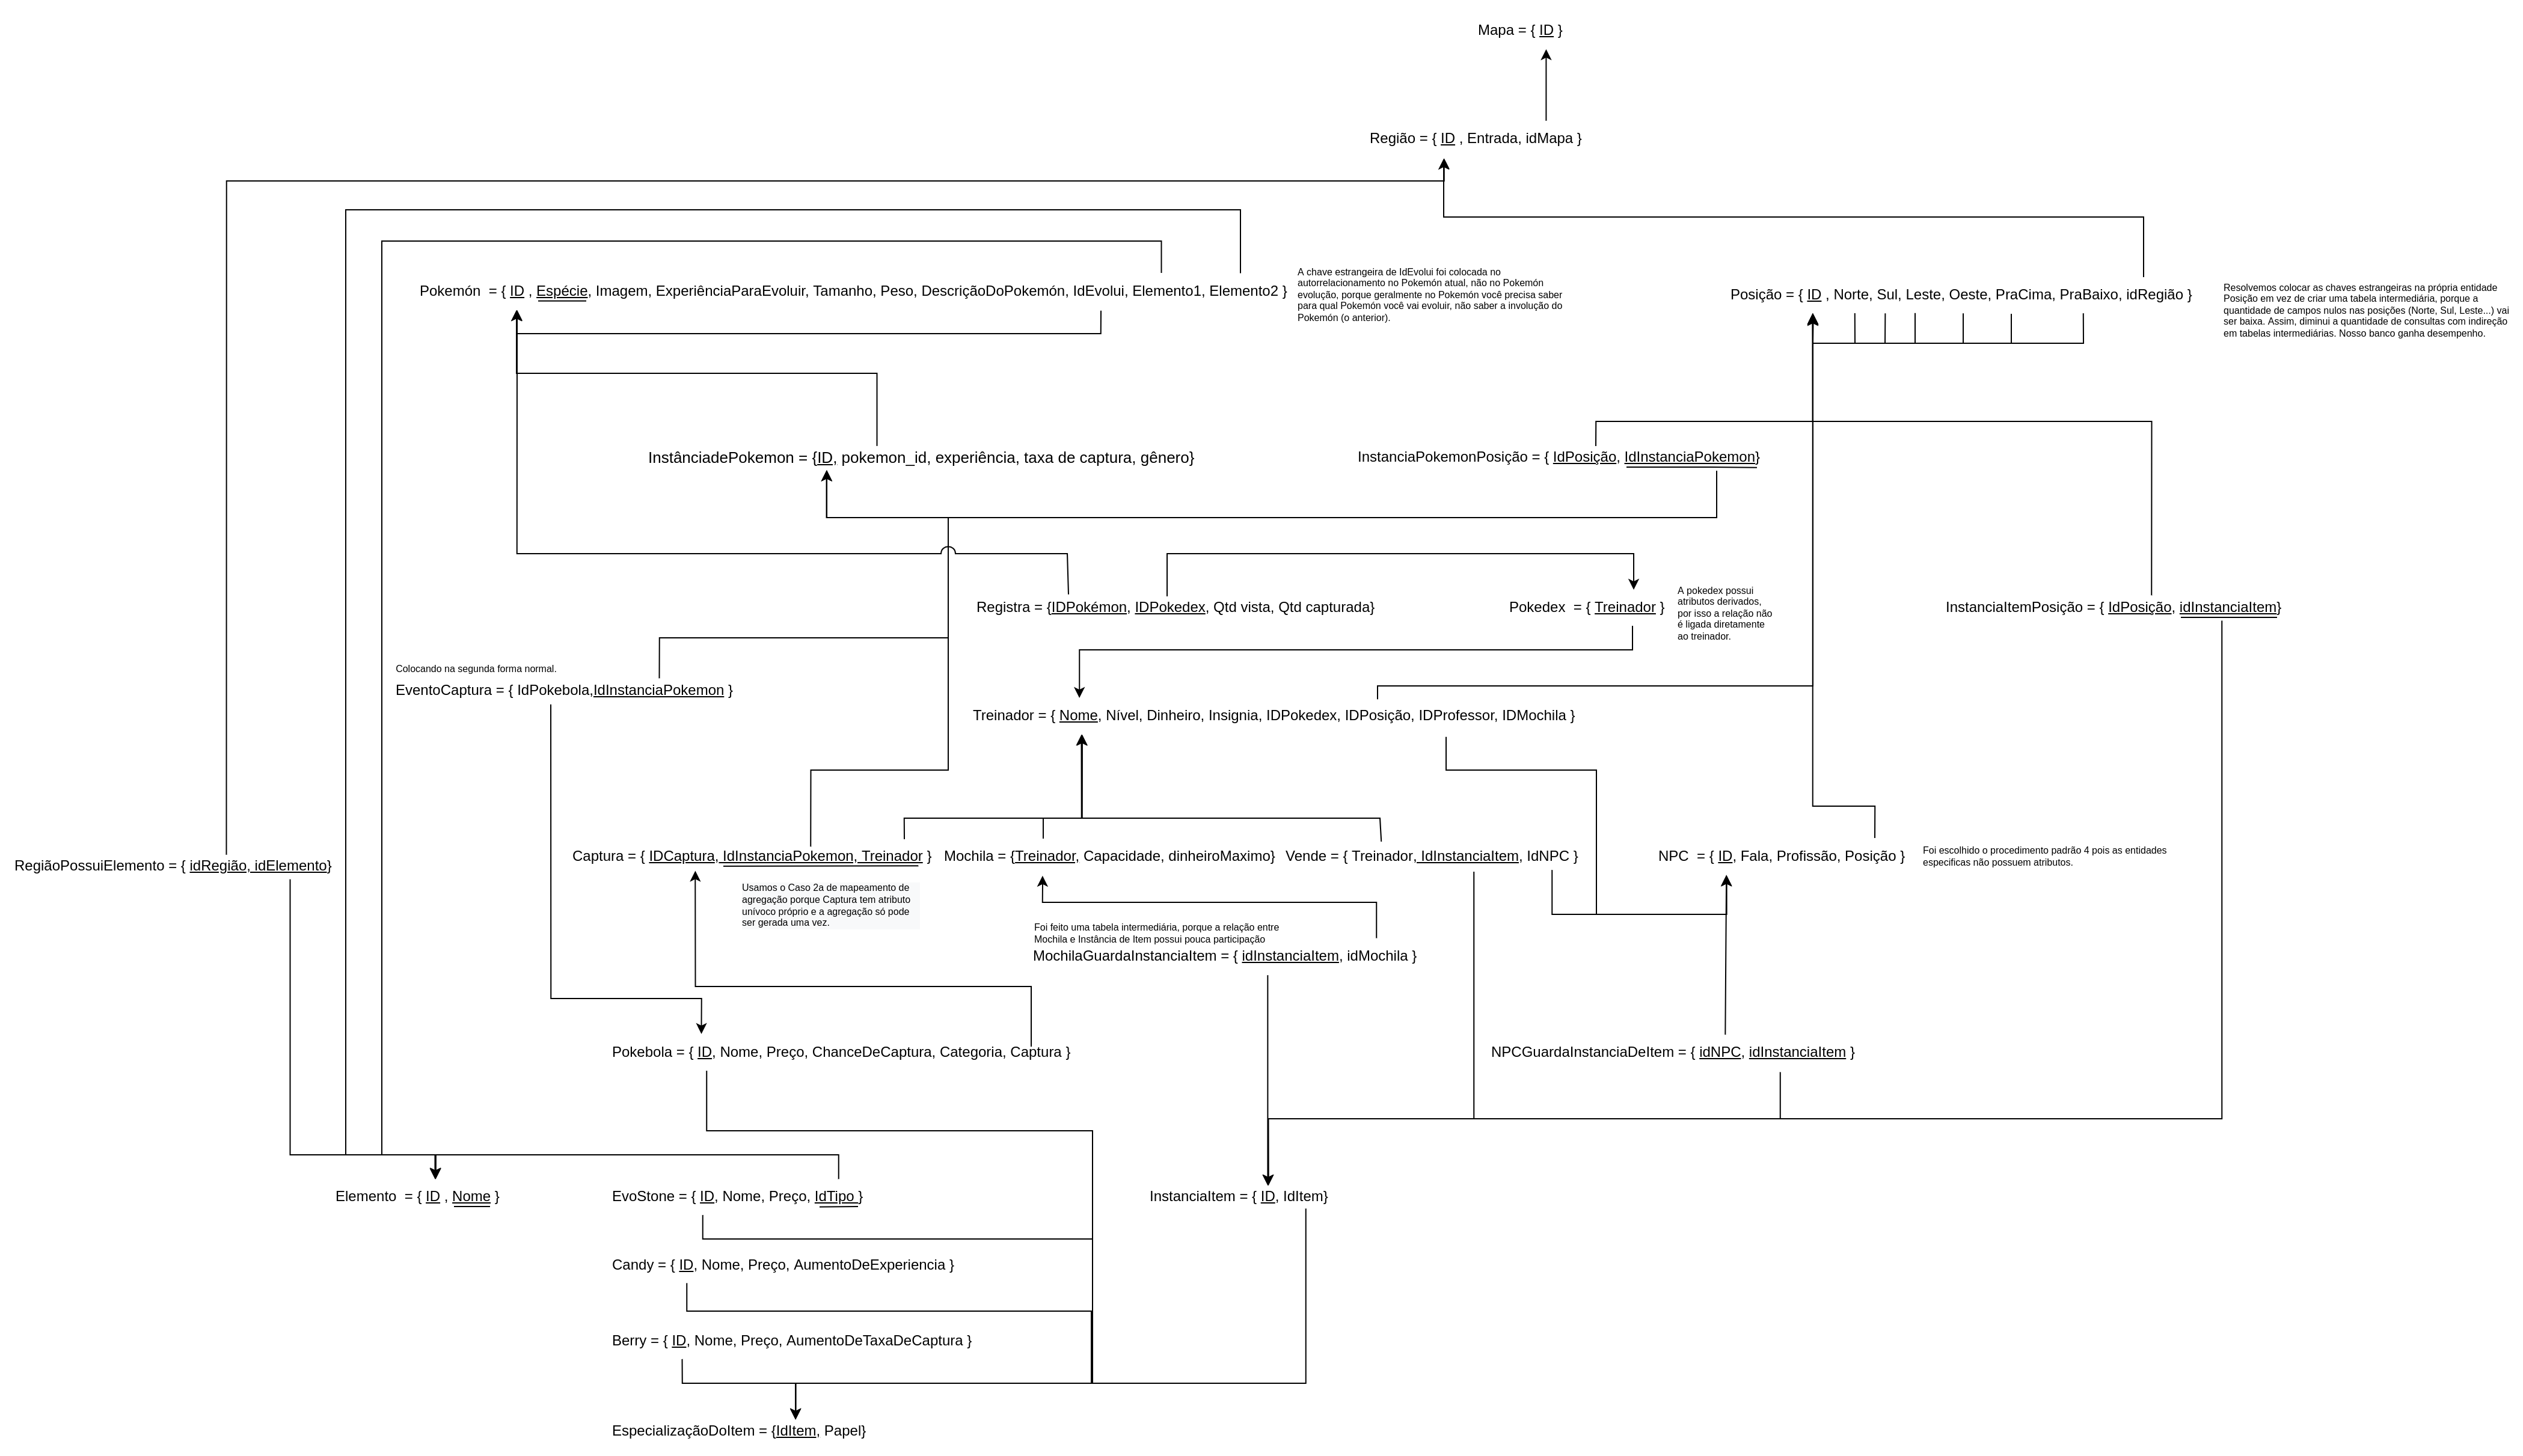 Mapa = { ID }
Região = { ID , Entrada, idMapa }
Pokemón  = { ID , Espécie, Imagem, ExperiênciaParaEvoluir, Tamanho, Peso, DescriçãoDoPokemón, IdEvolui, Elemento1, Elemento2 }
A chave estrangeira de IdEvolui foi colocada no
autorrelacionamento no Pokemón atual, não no Pokemón
evolução, porque geralmente no Pokemón você precisa saber
para qual Pokemón você vai evoluir, não saber a involução do
Pokemón (o anterior).
Posição = { ID , Norte, Sul, Leste, Oeste, PraCima, PraBaixo, idRegião }
Resolvemos colocar as chaves estrangeiras na própria entidade
Posição em vez de criar uma tabela intermediária, porque a
quantidade de campos nulos nas posições (Norte, Sul, Leste...) vai
ser baixa. Assim, diminui a quantidade de consultas com indireção
em tabelas intermediárias. Nosso banco ganha desempenho.
InstânciadePokemon = {ID, pokemon_id, experiência, taxa de captura, gênero}
InstanciaPokemonPosição = { IdPosição, IdInstanciaPokemon}
Registra = {IDPokémon, IDPokedex, Qtd vista, Qtd capturada}
Pokedex  = { Treinador }
A pokedex possui
atributos derivados,
por isso a relação não
é ligada diretamente
ao treinador.
InstanciaItemPosição = { IdPosição, idInstanciaItem}
Colocando na segunda forma normal.
EventoCaptura = { IdPokebola,IdInstanciaPokemon }
Treinador = { Nome, Nível, Dinheiro, Insignia, IDPokedex, IDPosição, IDProfessor, IDMochila }
RegiãoPossuiElemento = { idRegião, idElemento}
Captura = { IDCaptura, IdInstanciaPokemon, Treinador }
Mochila = {Treinador, Capacidade, dinheiroMaximo}
Vende = { Treinador, IdInstanciaItem, IdNPC }
NPC  = { ID, Fala, Profissão, Posição }
Foi escolhido o procedimento padrão 4 pois as entidades
especificas não possuem atributos.
Usamos o Caso 2a de mapeamento de
agregação porque Captura tem atributo
unívoco próprio e a agregação só pode
ser gerada uma vez.
Foi feito uma tabela intermediária, porque a relação entre
Mochila e Instância de Item possui pouca participação
MochilaGuardaInstanciaItem = { idInstanciaItem, idMochila }
Pokebola = { ID, Nome, Preço, ChanceDeCaptura, Categoria, Captura }
NPCGuardaInstanciaDeItem = { idNPC, idInstanciaItem }
Elemento  = { ID , Nome }
EvoStone = { ID, Nome, Preço, IdTipo }
InstanciaItem = { ID, IdItem}
Candy = { ID, Nome, Preço, AumentoDeExperiencia }
Berry = { ID, Nome, Preço, AumentoDeTaxaDeCaptura }
EspecializaçãoDoItem = {IdItem, Papel}